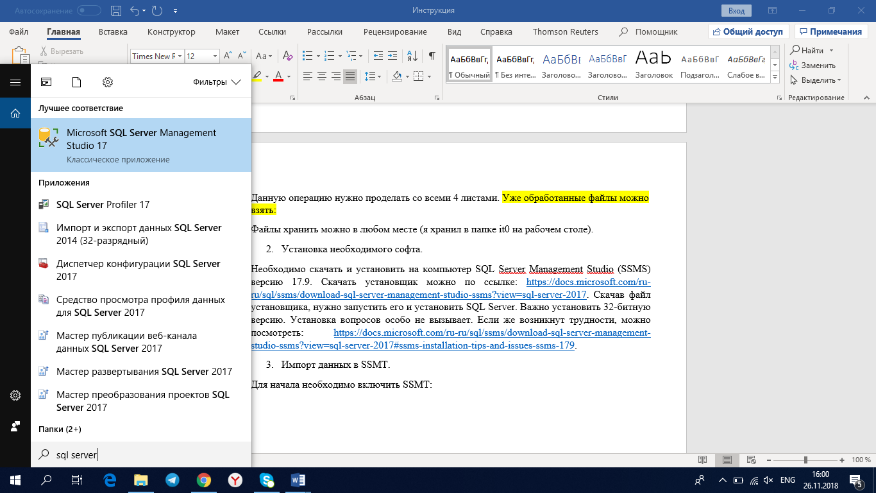 Автосохранение
Инструкция
Вход
Файл Главная Вставка Конструктор Макет Ссылки Рассылки Рецензирование Вид Справка Thomson Reuters Помощник Общий доступ Примечания
Вырезать
Times New F 12 Aa
Найти
Заменить
Выделить
АаБбВвГг АаБбВвГг АаБбВг АаБбВвГ АаБб АаБбВвГ АаБбВвГг
¶ Обычный ¶ Без инте... Заголово... Заголово... Заголовок Подзагол... Слабое в...
Абзац Стили Редактирование
Фильтры
Лучшее соответствие
Microsoft SQL Server Management
Studio 17
Классическое приложение
Приложения
SQL Server Profiler 17
Импорт и экспорт данных SQL Server
2014 (32-разрядный)
Диспетчер конфигурации SQL Server
2017
Средство просмотра профиля данных
для SQL Server 2017
Мастер публикации веб-канала
данных SQL Server 2017
Мастер развертывания SQL Server 2017
Мастер преобразования проектов SQL
Server 2017
Папки (2+)
sql server
Данную операцию нужно проделать со всеми 4 листами. Уже обработанные файлы можно
взять:
Файлы хранить можно в любом месте (я хранил в папке it0 на рабочем столе).
2. Установка необходимого софта.
Необходимо скачать и установить на компьютер SQL Server Management Studio (SSMS)
версию 17.9. Скачать установщик можно по ссылке: https://docs.microsoft.com/ru-
ru/sql/ssms/download-sql-server-management-studio-ssms?view=sql-server-2017. Скачав файл
установщика, нужно запустить его и установить SQL Server. Важно установить 32-битную
версию. Установка вопросов особо не вызывает. Если же возникнут трудности, можно
посмотреть: https://docs.microsoft.com/ru-ru/sql/ssms/download-sql-server-management-
studio-ssms?view=sql-server-2017#ssms-installation-tips-and-issues-ssms-179.
3. Импорт данных в SSMT.
Для начала необходимо включить SSMT:
100 %
ENG
16:00
26.11.2018
5